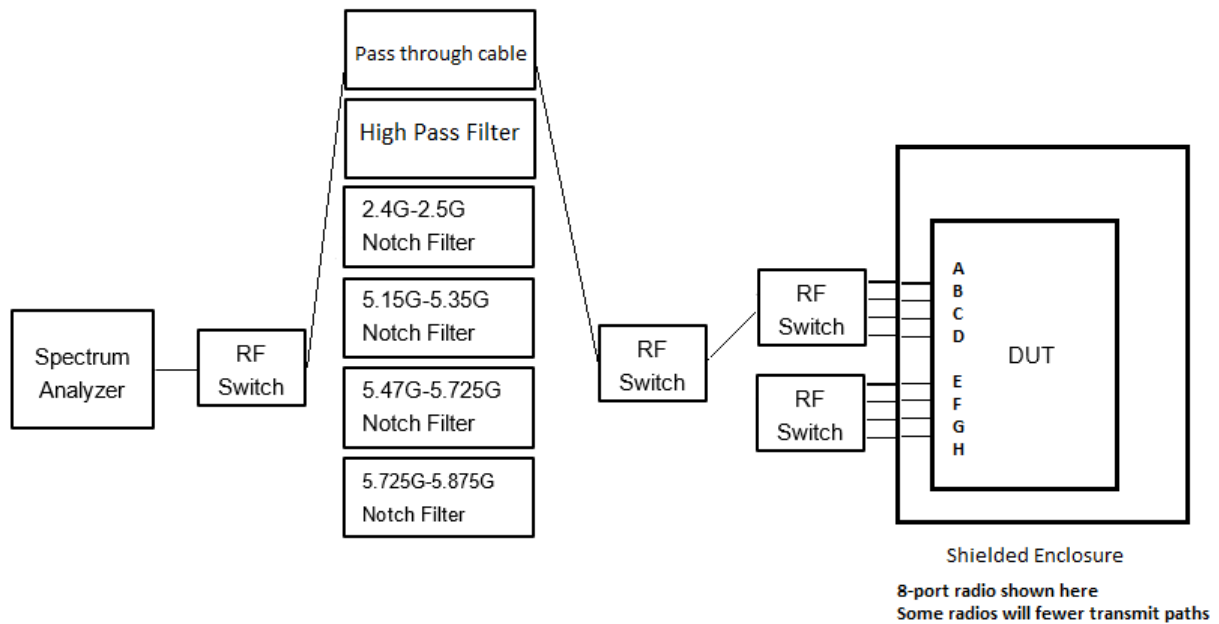 Pass through cable
High Pass Filter
2.4G-2.5G
Notch Filter
5.15G-5.35G
Notch Filter
5.47G-5.725G
Notch Filter
5.725G-5.875G
Notch Filter
Spectrum
Analyzer
RF
Switch
RF
Switch
RF
Switch
RF
Switch
A
B
C
D
E
F
G
H
DUT
Shielded Enclosure
8-port radio shown here
Some radios will fewer transmit paths